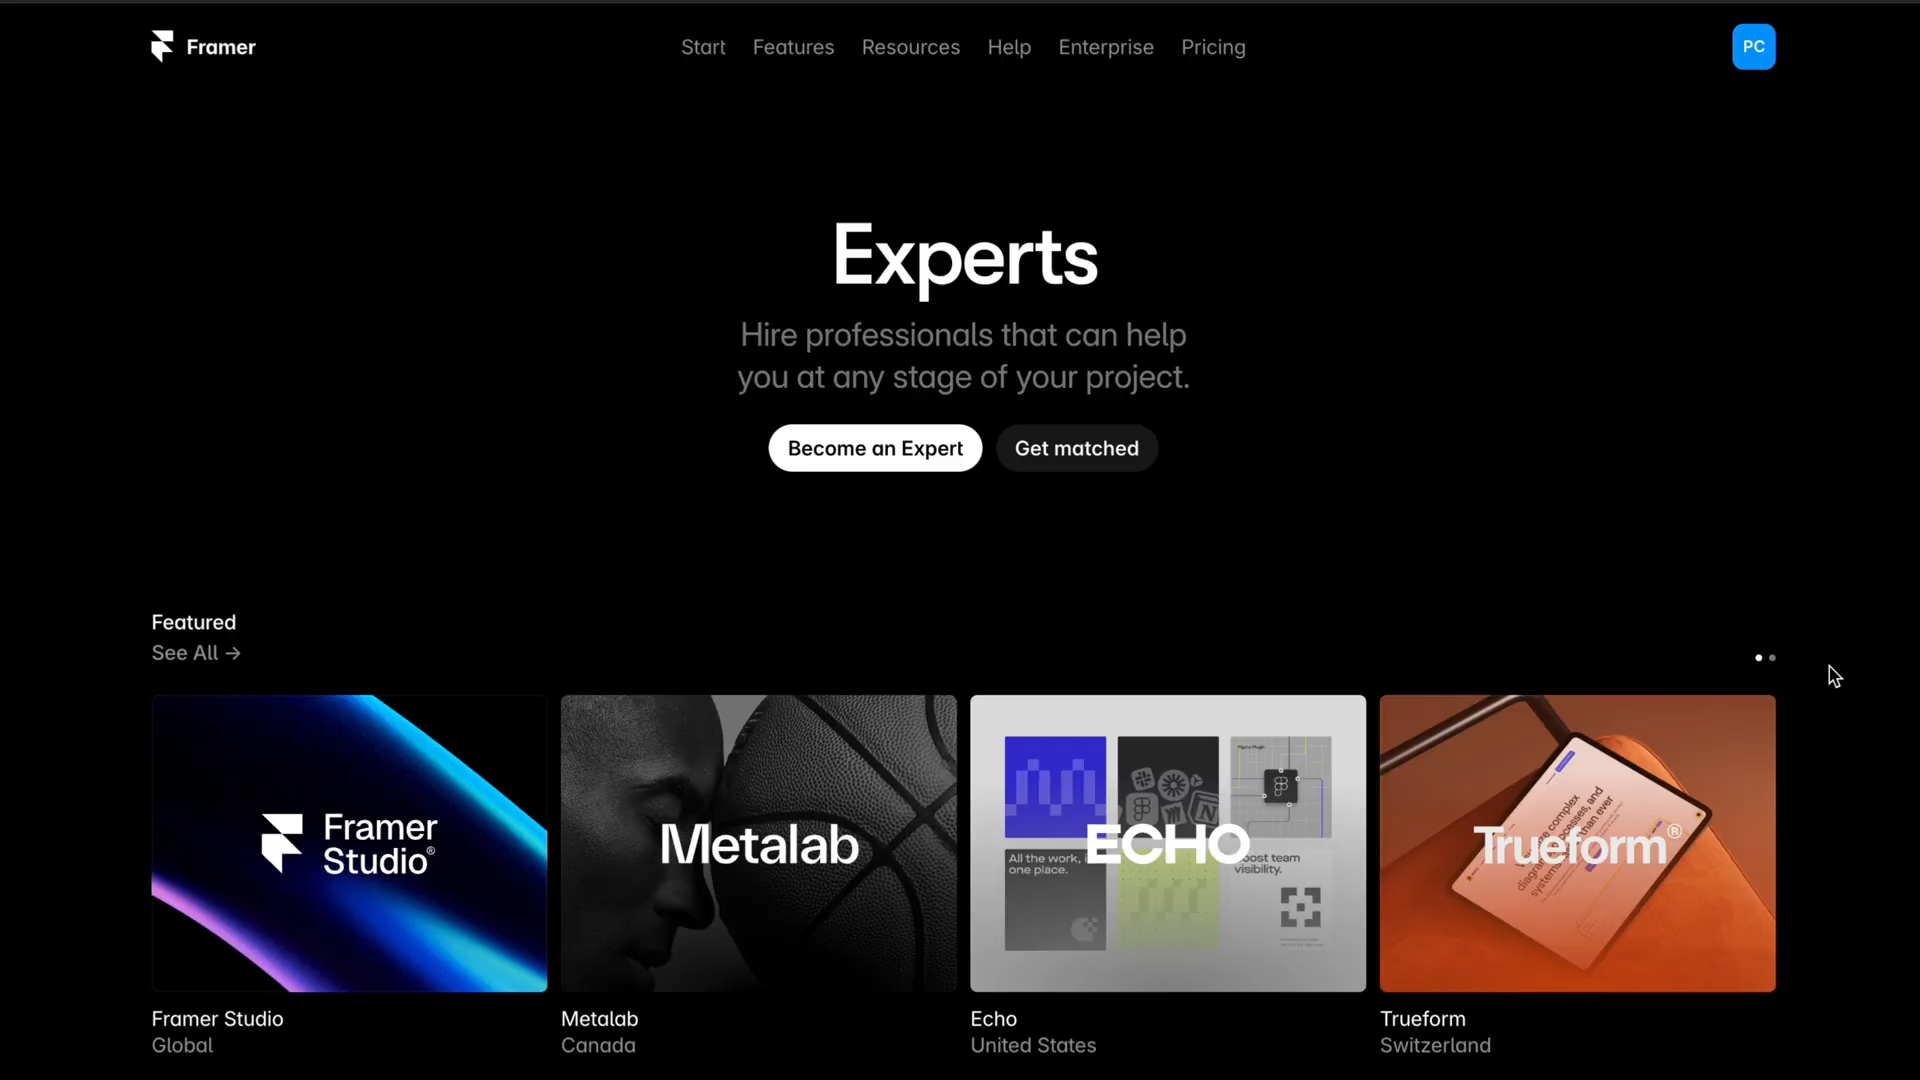 Framer
Start
Features
Resources
Help
Enterprise
Pricing
PC
Experts
Hire professionals that can help
you at any stage of your project.
Become an Expert
Get matched
Featured
See All →
Framer
Studio®
Metalab
ECHO
All the work, i
one place.
oost team
visibility.
Trueform®
Framer Studio
Global
Metalab
Canada
Echo
United States
Trueform
Switzerland